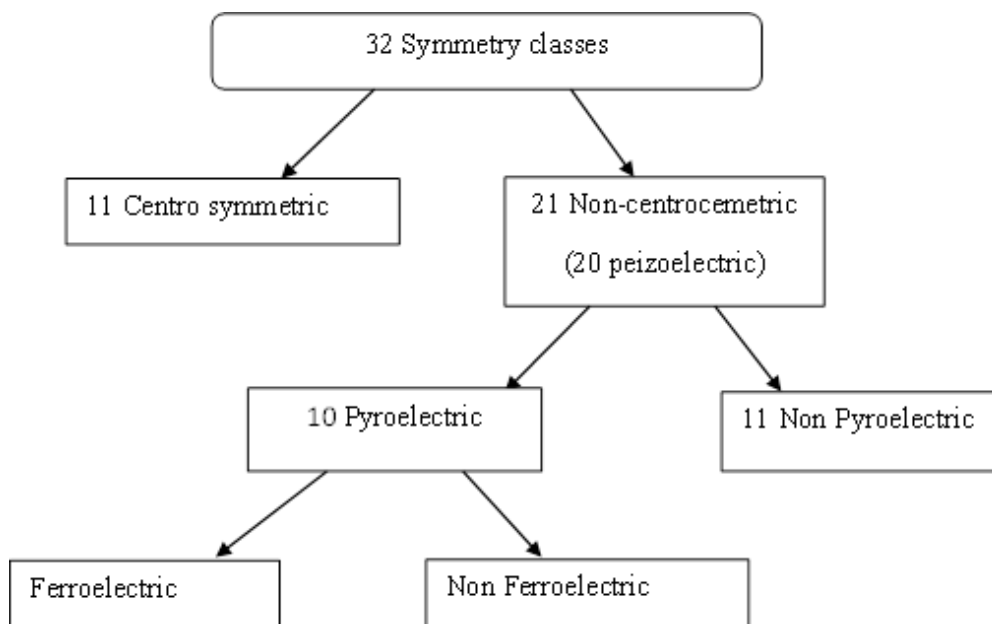 32 Symmetry classes
11 Centro symmetric
21 Non-centrocemetric
(20 peizoelectric)
10 Pyroelectric
11 Non Pyroelectric
Ferroelectric
Non Ferroelectric